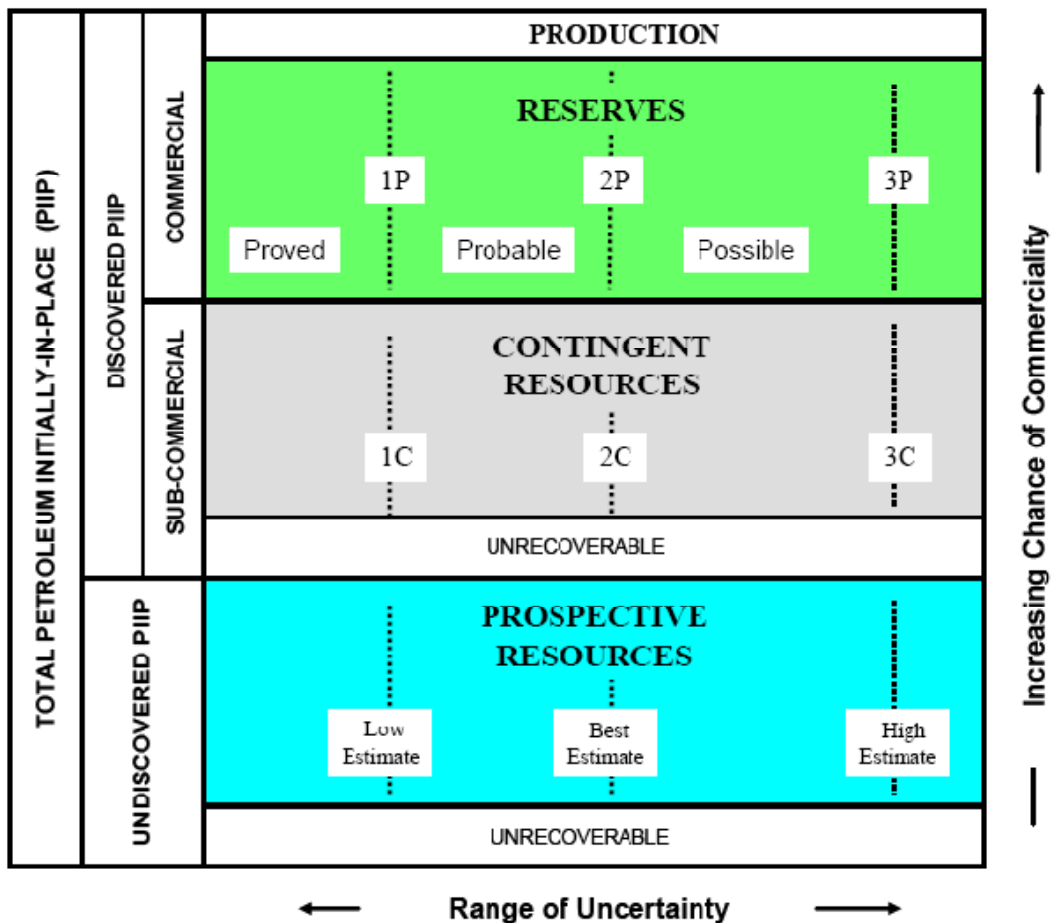 TOTAL PETROLEUM INITIALLY-IN-PLACE (PIIP)
DISCOVERED PIIP
UNDISCOVERED PIIP
COMMERCIAL
SUB-COMMERCIAL
PRODUCTION
RESERVES
1P
2P
3P
Proved
Probable
Possible
CONTINGENT
RESOURCES
1C
2C
3C
UNRECOVERABLE
PROSPECTIVE
RESOURCES
Low
Estimate
Best
Estimate
High
Estimate
UNRECOVERABLE
Increasing Chance of Commerciality
Range of Uncertainty